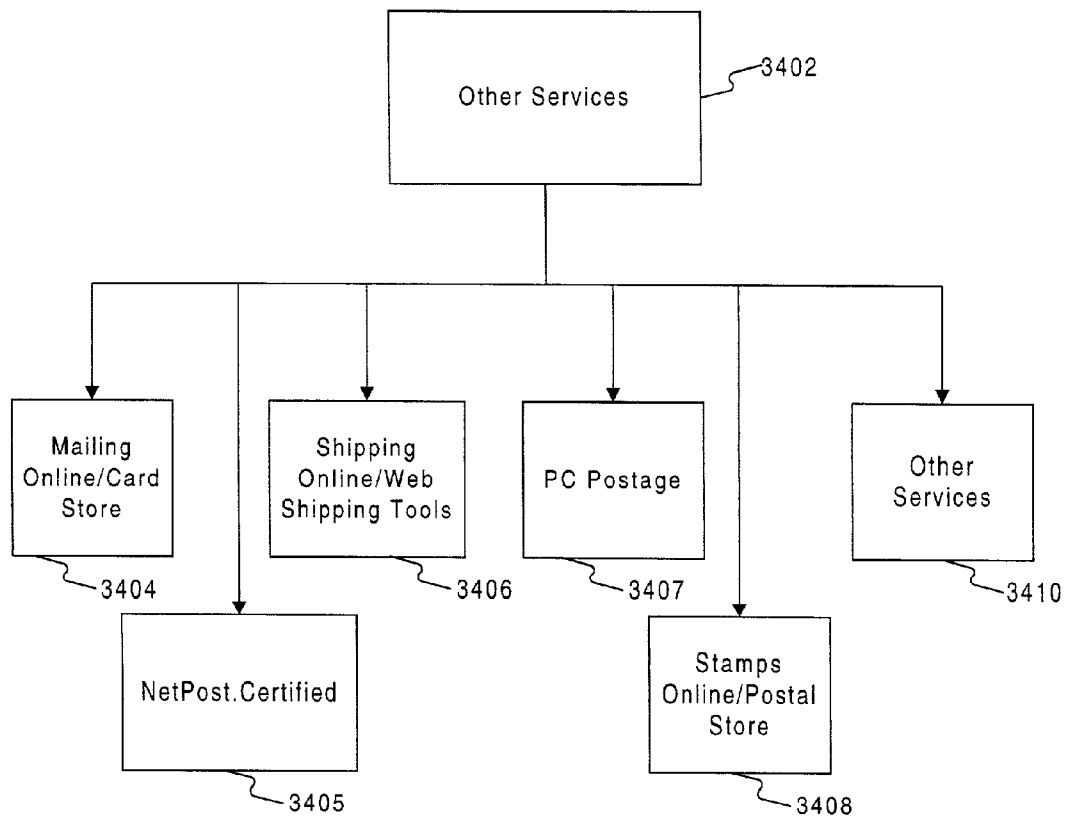 Other Services
3402
Mailing
Online/Card
Store
3404
NetPost.Certified
3405
Shipping
Online/Web
Shipping Tools
3406
PC Postage
3407
Stamps
Online/Postal
Store
3408
Other
Services
3410